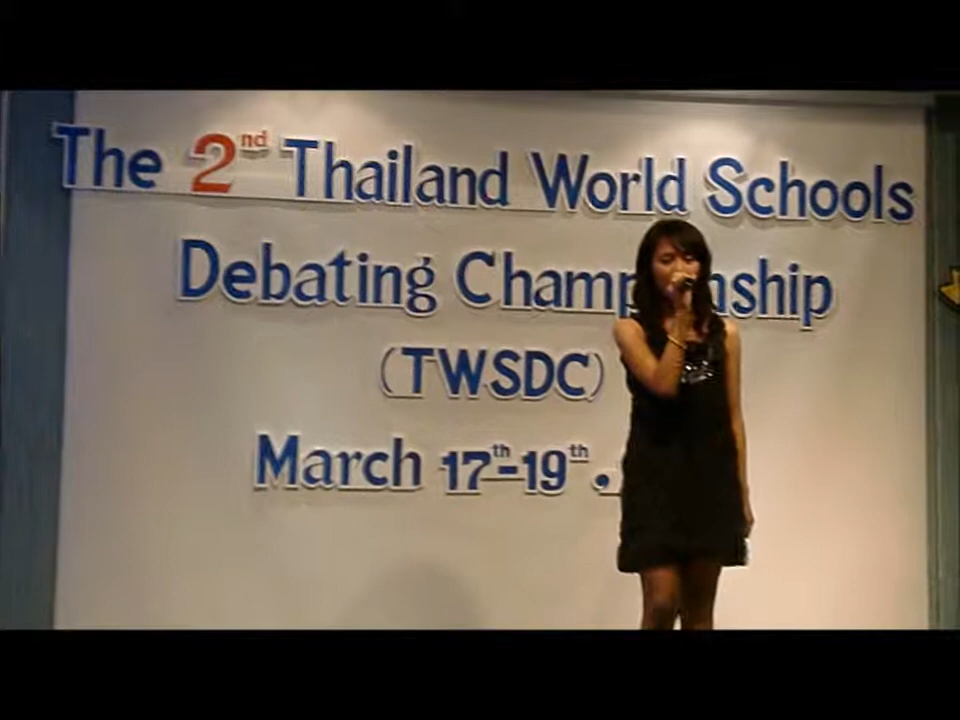 The 2nd Thailand World Schools
Debating Championship
(TWSDC)
March 17th-19th,